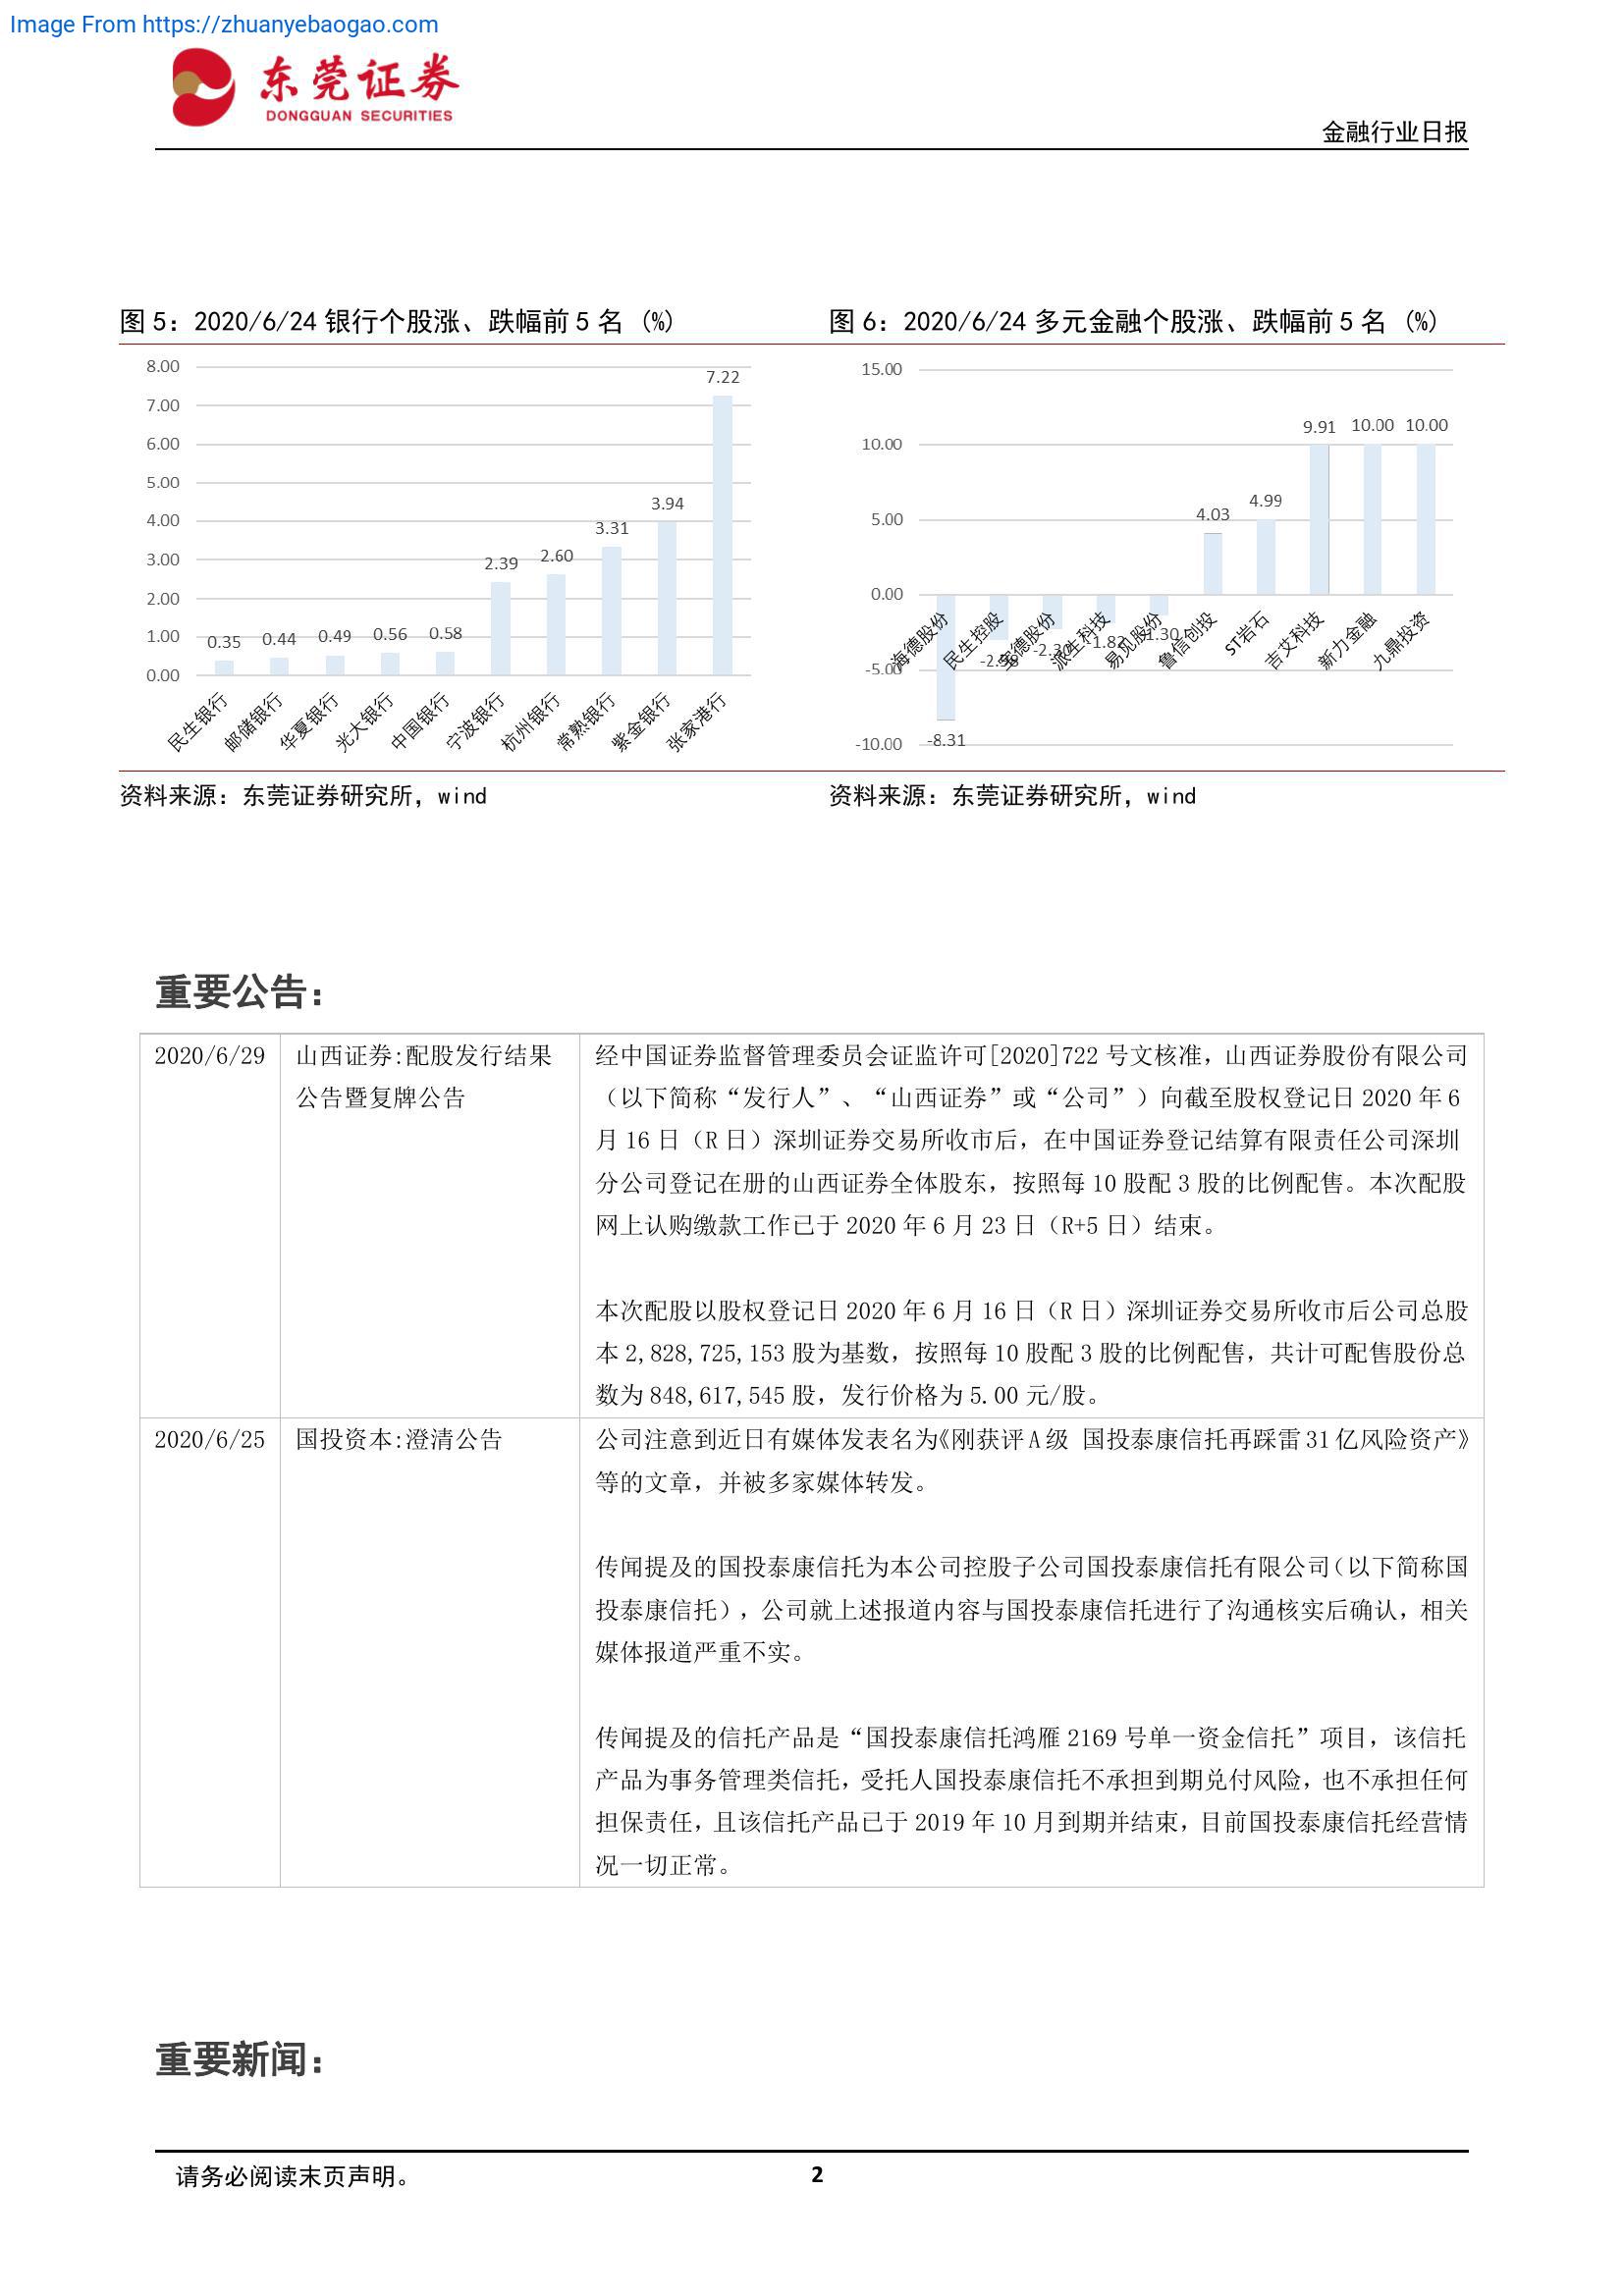 Image From https://zhuanyebaogao.com
东莞证券
DONGGUAN SECURITIES
金融行业日报
图 5：2020/6/24 银行个股涨、跌幅前 5 名 (%)
8.00
7.00
6.00
5.00
4.00
3.00
2.00
1.00
0.00
0.35
0.44
0.49
0.56
0.58
2.39
2.60
3.31
3.94
7.22
民生银行
邮储银行
华夏银行
光大银行
中国银行
宁波银行
杭州银行
常熟银行
紫金银行
张家港行
资料来源：东莞证券研究所，wind
图 6：2020/6/24 多元金融个股涨、跌幅前 5 名 (%)
15.00
10.00
5.00
0.00
-5.00
-10.00
-8.31
-1.30
4.03
4.99
9.91
10.00
10.00
海德股份
民生控股
派生科技
易见股份
鲁信创投
ST岩石
吉艾科技
新力金融
九鼎投资
资料来源：东莞证券研究所，wind
重要公告：
2020/6/29
山西证券:配股发行结果
公告暨复牌公告
经中国证券监督管理委员会证监许可[2020]722 号文核准，山西证券股份有限公司
（以下简称“发行人”、“山西证券”或“公司”）向截至股权登记日 2020 年 6
月 16 日（R 日）深圳证券交易所收市后，在中国证券登记结算有限责任公司深圳
分公司登记在册的山西证券全体股东，按照每 10 股配 3 股的比例配售。本次配股
网上认购缴款工作已于 2020 年 6 月 23 日（R+5 日）结束。
本次配股以股权登记日 2020 年 6 月 16 日（R 日）深圳证券交易所收市后公司总股
本 2,828,725,153 股为基数，按照每 10 股配 3 股的比例配售，共计可配售股份总
数为 848,617,545 股，发行价格为 5.00 元/股。
2020/6/25
国投资本:澄清公告
公司注意到近日有媒体发表名为《刚获评 A 级 国投泰康信托再踩雷 31 亿风险资产》
等的文章，并被多家媒体转发。
传闻提及的国投泰康信托为本公司控股子公司国投泰康信托有限公司（以下简称国
投泰康信托），公司就上述报道内容与国投泰康信托进行了沟通核实后确认，相关
媒体报道严重不实。
传闻提及的信托产品是“国投泰康信托鸿雁 2169 号单一资金信托”项目，该信托
产品为事务管理类信托，受托人国投泰康信托不承担到期兑付风险，也不承担任何
担保责任，且该信托产品已于 2019 年 10 月到期并结束，目前国投泰康信托经营情
况一切正常。
重要新闻：
请务必阅读末页声明。
2